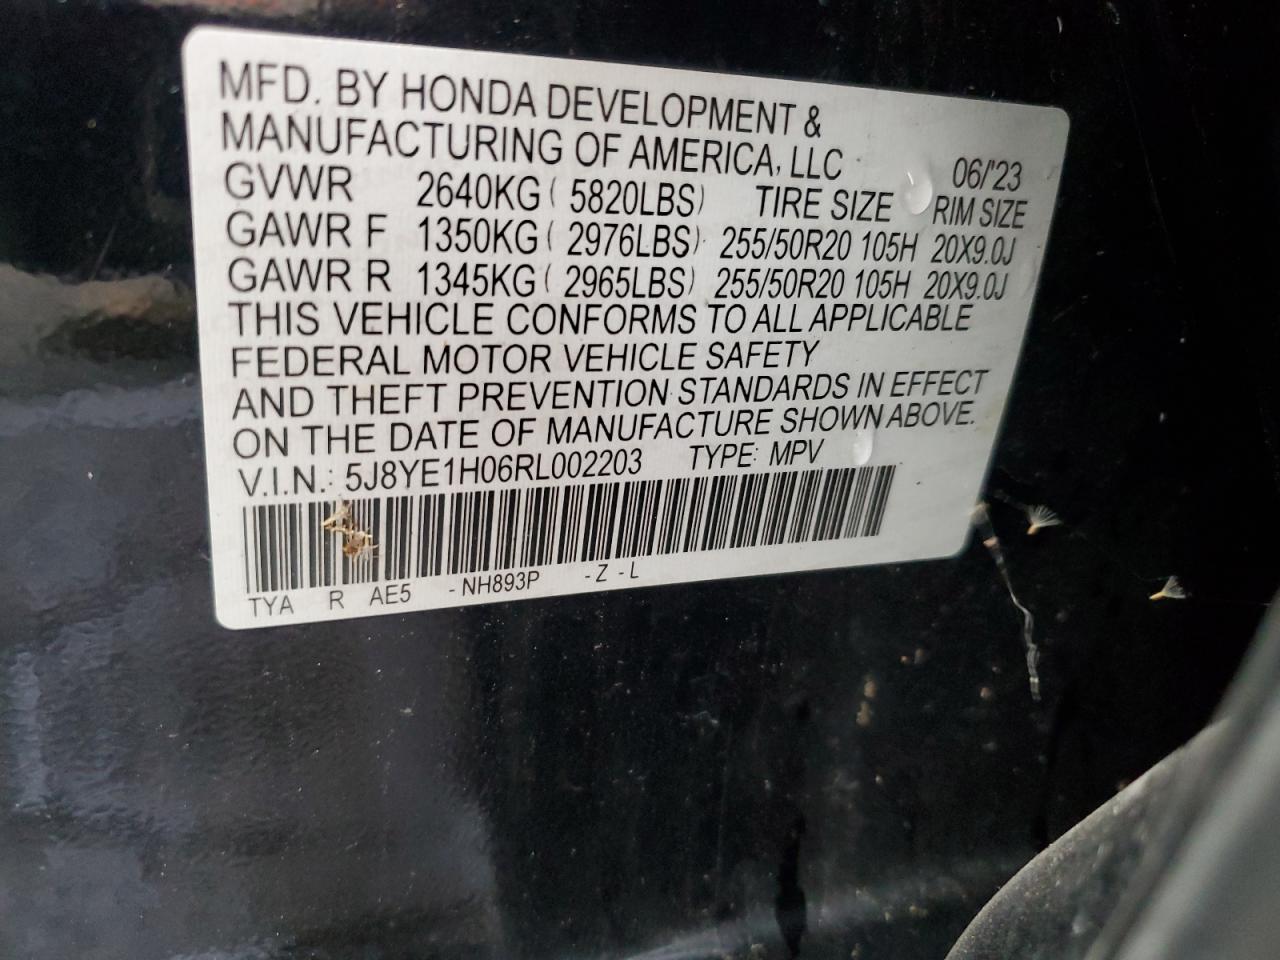 MFD. BY HONDA DEVELOPMENT &
MANUFACTURING OF AMERICA, LLC 06/'23
GVWR 2640KG ( 5820LBS) TIRE SIZE RIM SIZE
GAWR F 1350KG ( 2976LBS) 255/50R20 105H 20X9.0J
GAWR R 1345KG ( 2965LBS) 255/50R20 105H 20X9.0J
THIS VEHICLE CONFORMS TO ALL APPLICABLE
FEDERAL MOTOR VEHICLE SAFETY
AND THEFT PREVENTION STANDARDS IN EFFECT
ON THE DATE OF MANUFACTURE SHOWN ABOVE.
V.I.N.: 5J8YE1H06RL002203 TYPE: MPV
TYA R AE5 -NH893P -Z-L